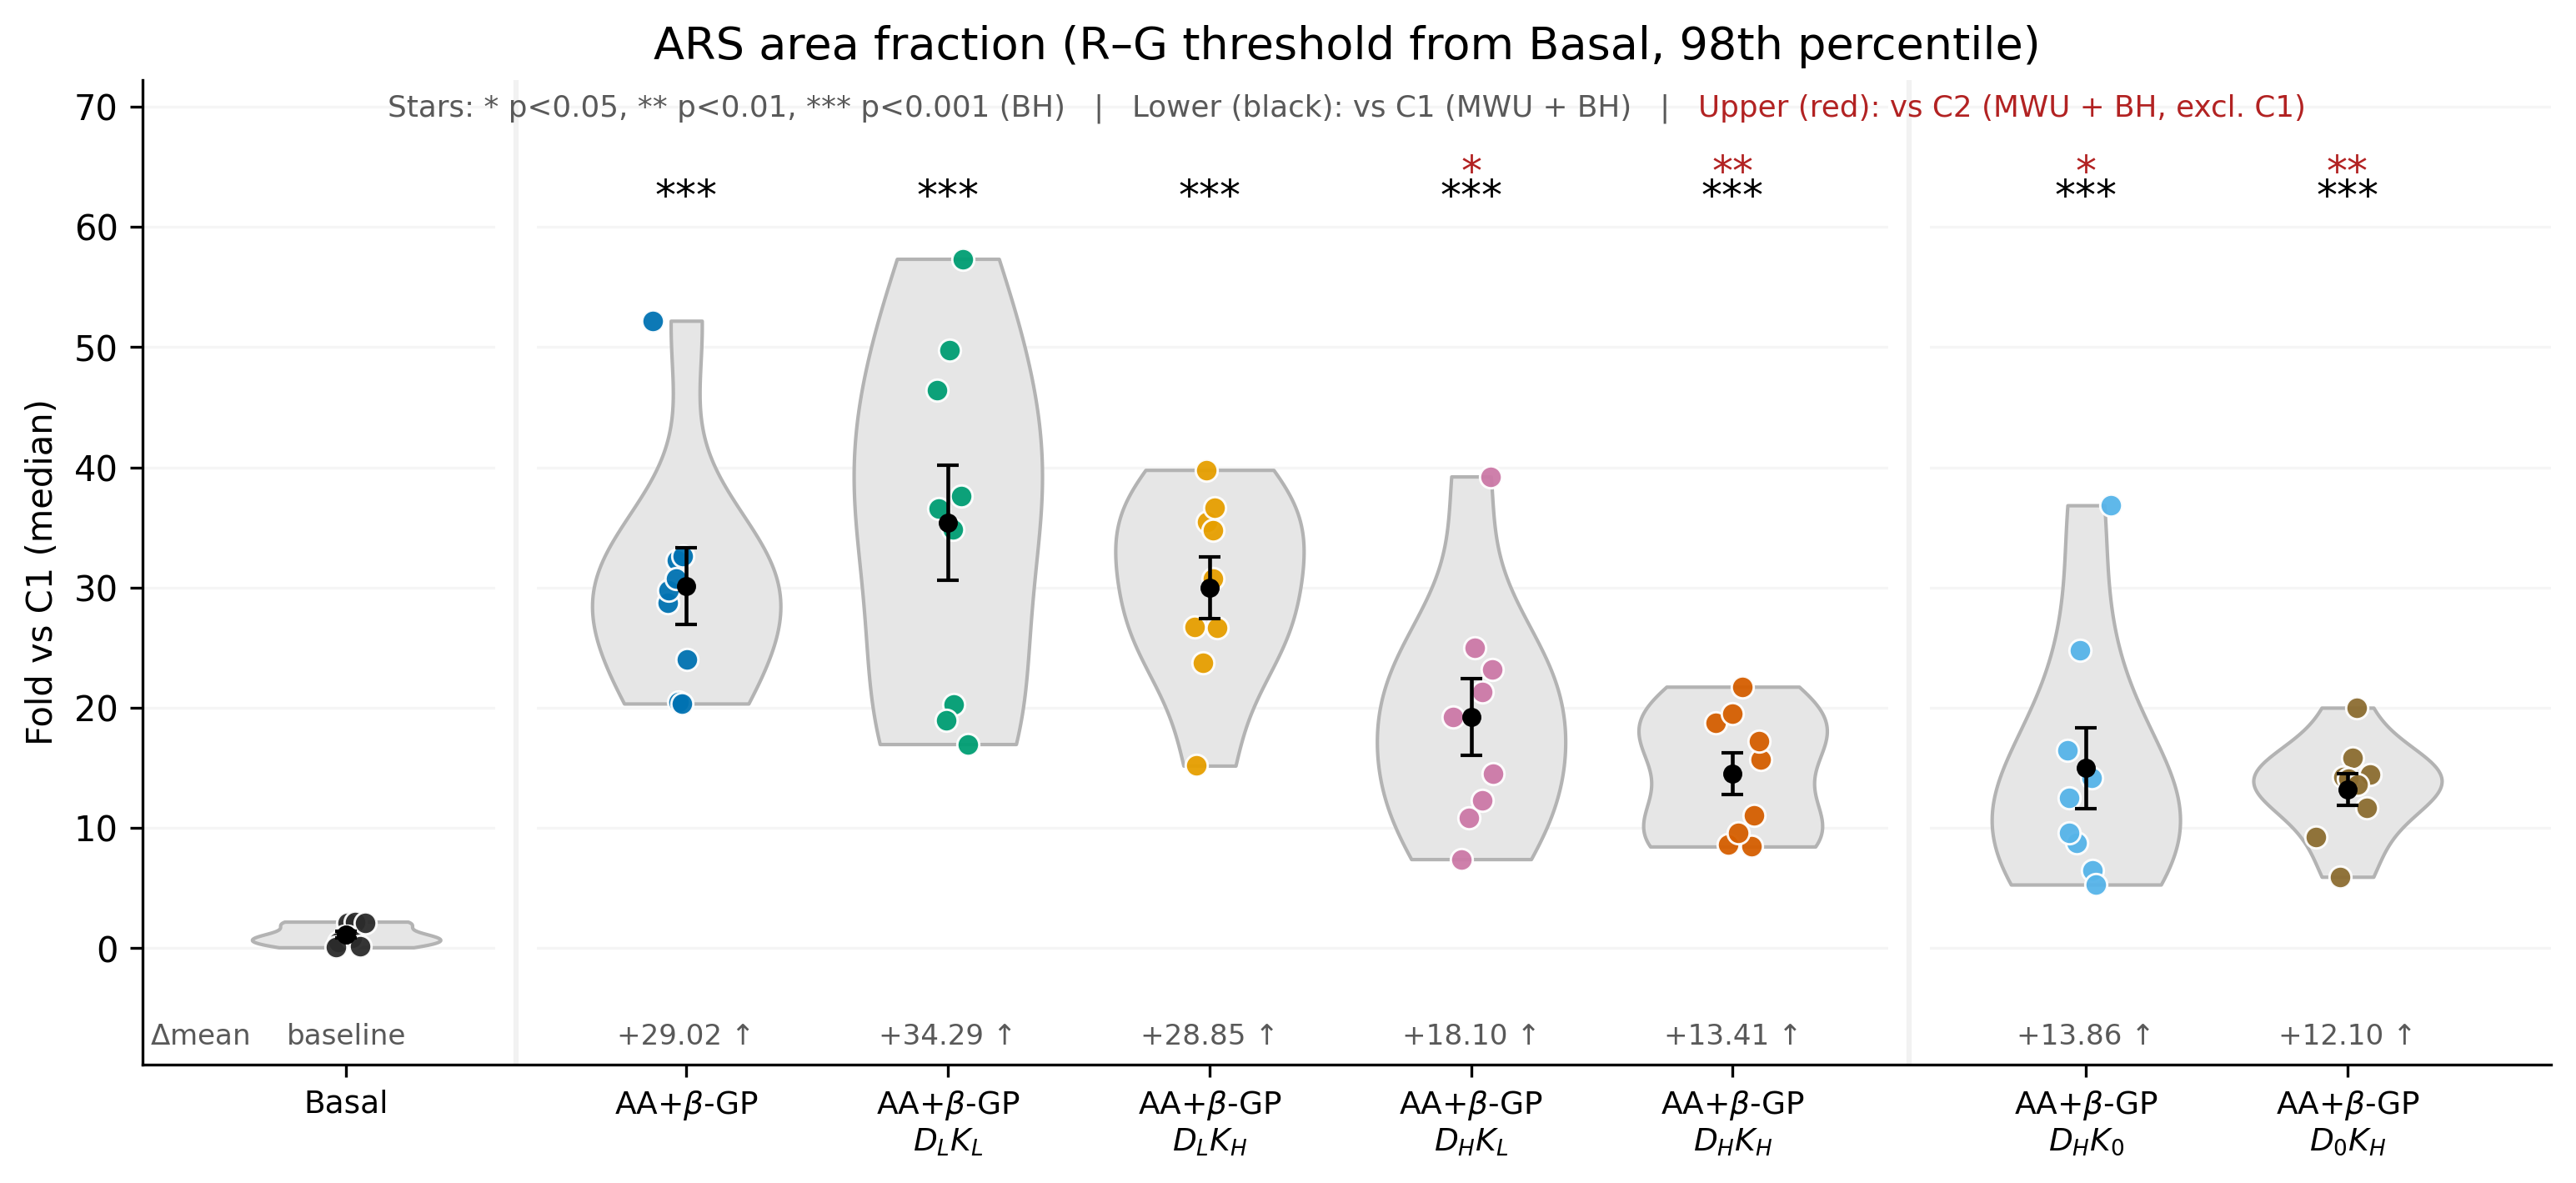 ARS area fraction (R–G threshold from Basal, 98th percentile)
Stars: * p<0.05, ** p<0.01, *** p<0.001 (BH) | Lower (black): vs C1 (MWU + BH) | Upper (red): vs C2 (MWU + BH, excl. C1)
* ** * **
*** *** *** *** *** *** ***
Fold vs C1 (median)
70
60
50
40
30
20
10
0
Δmean baseline +29.02 ↑ +34.29 ↑ +28.85 ↑ +18.10 ↑ +13.41 ↑ +13.86 ↑ +12.10 ↑
Basal AA+β-GP AA+β-GP AA+β-GP AA+β-GP AA+β-GP AA+β-GP AA+β-GP
D_LK_L D_LK_H D_HK_L D_HK_H D_HK_0 D_0K_H